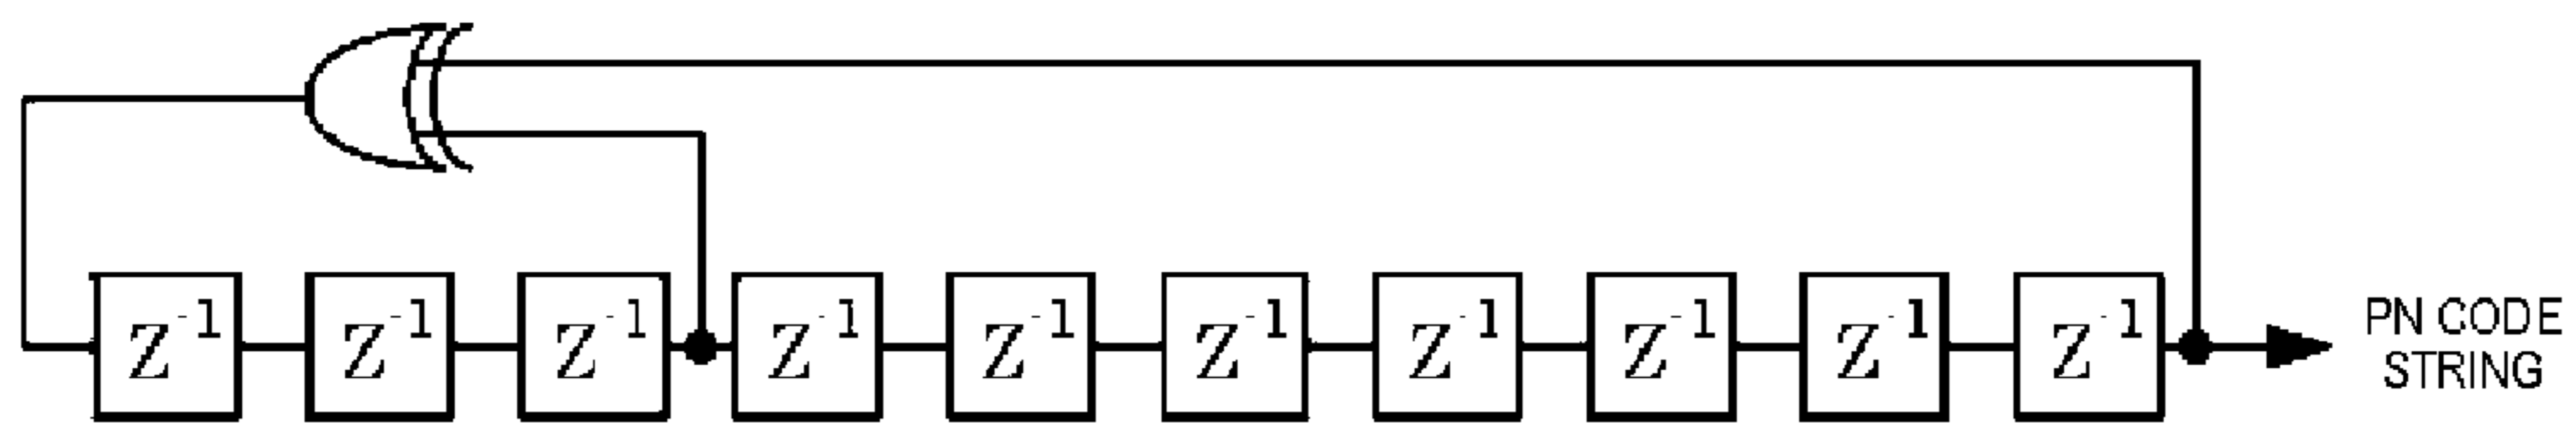 Z⁻¹ Z⁻¹ Z⁻¹ Z⁻¹ Z⁻¹ Z⁻¹ Z⁻¹ Z⁻¹ Z⁻¹ Z⁻¹
PN CODE
STRING